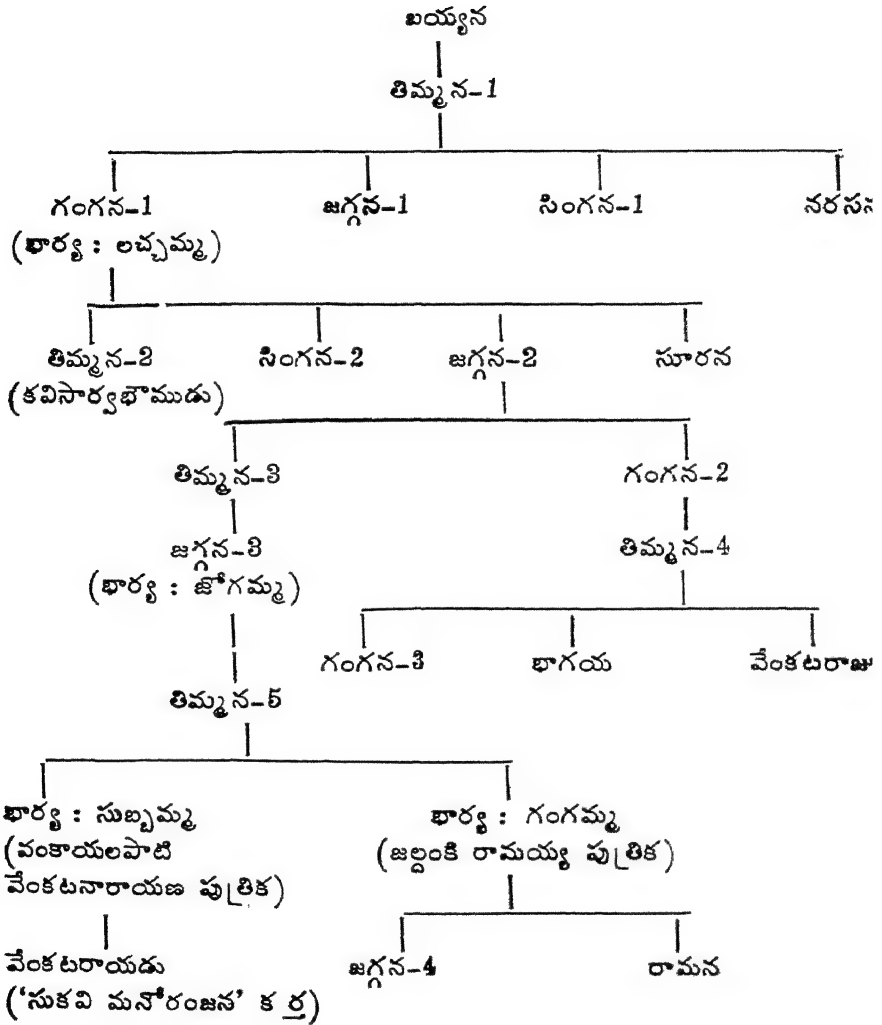 బయ్యన
తిమ్మన-1
గంగన-1 జగ్గన-1 సింగన-1 నరసన
(భార్య : లచ్చమ్మ)
తిమ్మన-2 సింగన-2 జగ్గన-2 సూరన
(కవిసార్వభౌముడు)
తిమ్మన-3 గంగన-2
జగ్గన-3 తిమ్మన-4
(భార్య : జోగమ్మ)
గంగన-3 భాగయ వేంకటరాజు
తిమ్మన-5
భార్య : సుబ్బమ్మ భార్య : గంగమ్మ
(వంకాయలపాటి (జల్దంకి రామయ్య పుత్రిక)
వేంకటనారాయణ పుత్రిక)
వేంకటరాయడు జగ్గన-4 రామన
('సుకవి మనోరంజన' కర్త)